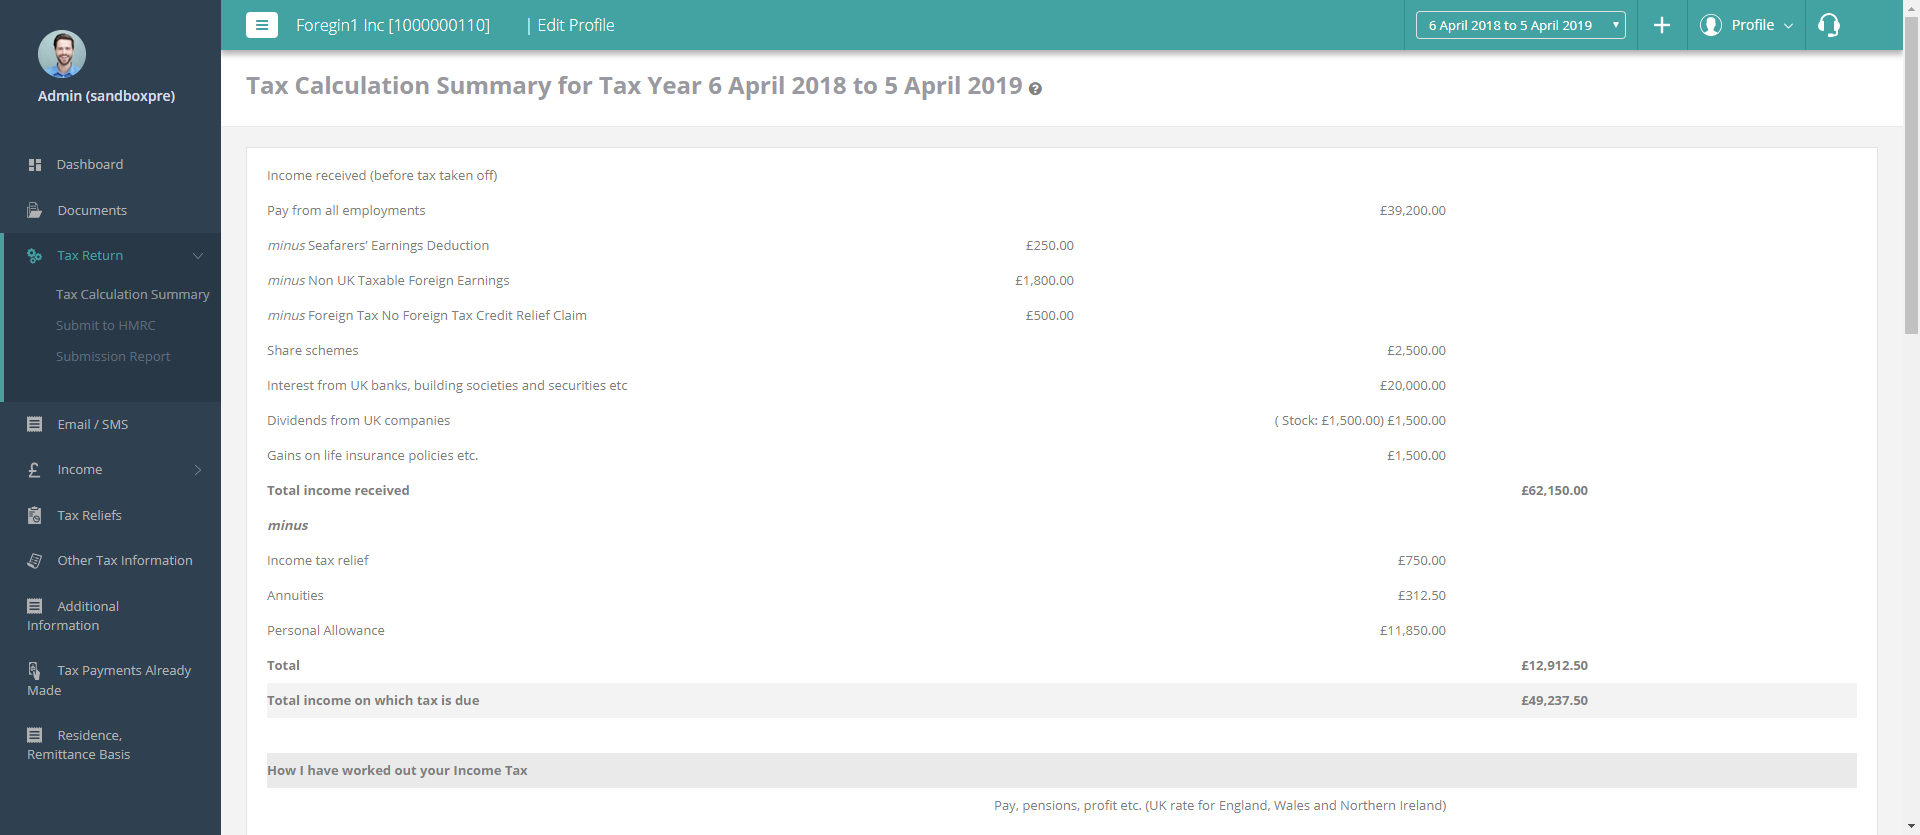 Foregin1 Inc [1000000110] | Edit Profile
6 April 2018 to 5 April 2019
Profile
Admin (sandboxpre)
Dashboard
Documents
Tax Return
Tax Calculation Summary
Submit to HMRC
Submission Report
Email / SMS
Income
Tax Reliefs
Other Tax Information
Additional
Information
Tax Payments Already
Made
Residence,
Remittance Basis
Tax Calculation Summary for Tax Year 6 April 2018 to 5 April 2019
Income received (before tax taken off)
Pay from all employments £39,200.00
minus Seafarers’ Earnings Deduction £250.00
minus Non UK Taxable Foreign Earnings £1,800.00
minus Foreign Tax No Foreign Tax Credit Relief Claim £500.00
Share schemes £2,500.00
Interest from UK banks, building societies and securities etc £20,000.00
Dividends from UK companies ( Stock: £1,500.00) £1,500.00
Gains on life insurance policies etc. £1,500.00
Total income received £62,150.00
minus
Income tax relief £750.00
Annuities £312.50
Personal Allowance £11,850.00
Total £12,912.50
Total income on which tax is due £49,237.50
How I have worked out your Income Tax
Pay, pensions, profit etc. (UK rate for England, Wales and Northern Ireland)